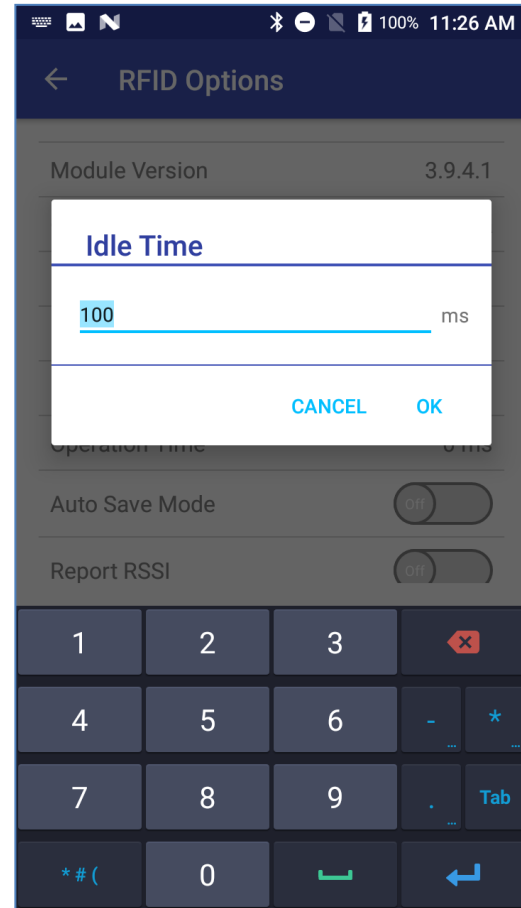 100% 11:26 AM
RFID Options
Module Version 3.9.4.1
Idle Time
100 ms
CANCEL OK
Operation Time 0 ms
Auto Save Mode Off
Report RSSI Off
1 2 3
4 5 6 - ... * ...
7 8 9 . ... Tab
* # ( 0